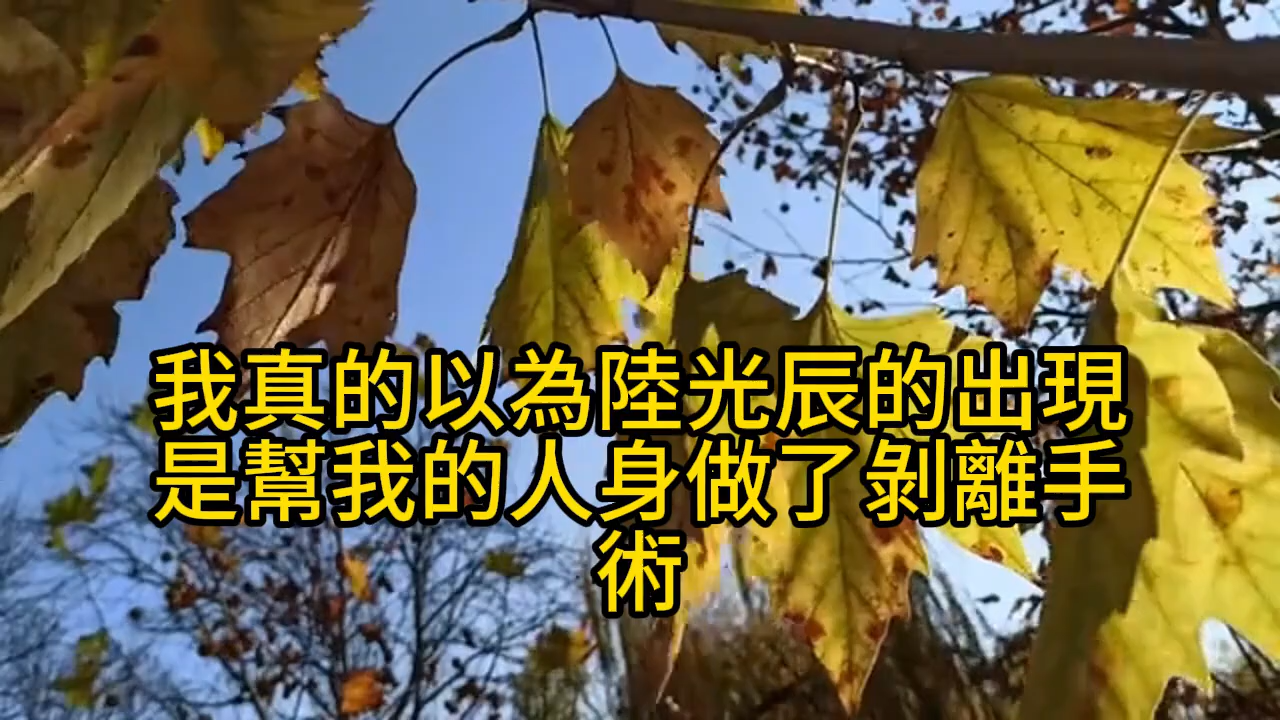 我真的以為陸光辰的出現
是幫我的人身做了剝離手
術